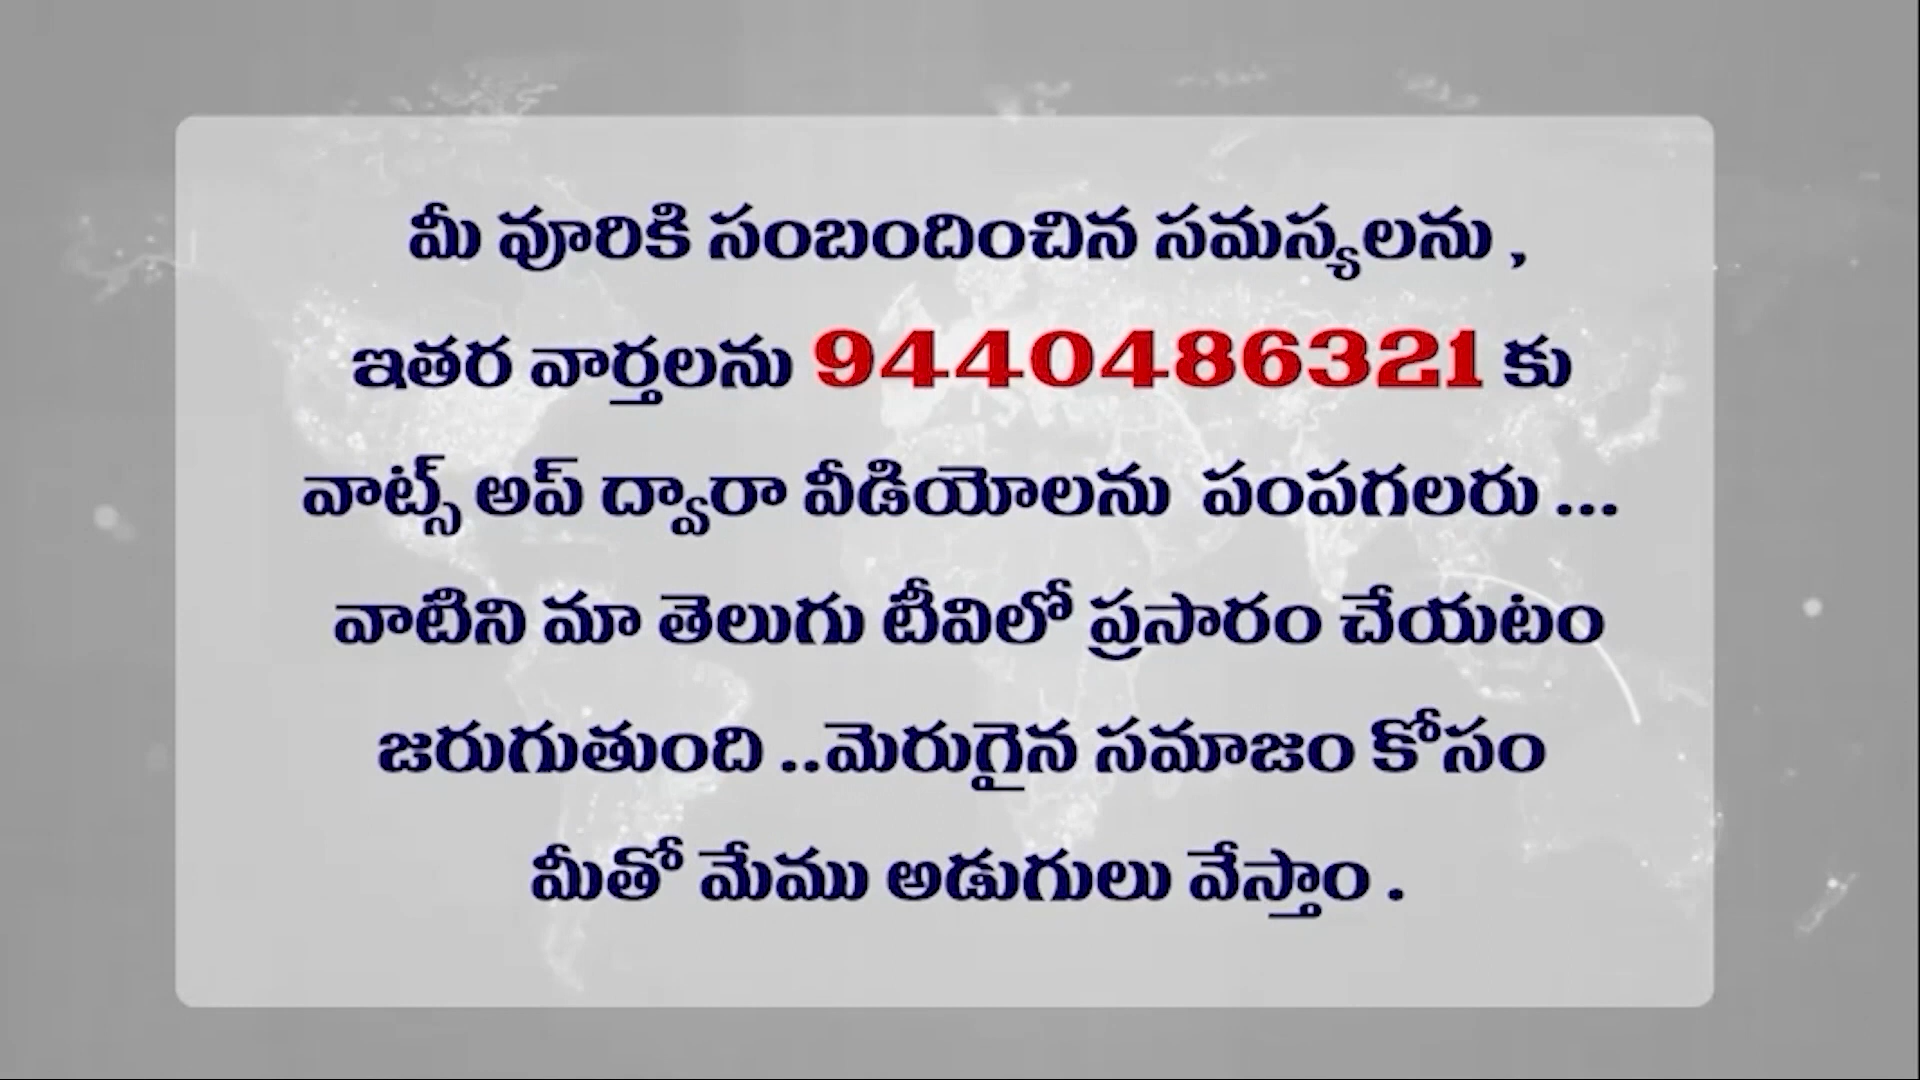 మీ వూరికి సంబందించిన సమస్యలను ,
ఇతర వార్తలను 9440486321 కు
వాట్స్ అప్ ద్వారా వీడియోలను పంపగలరు ...
వాటిని మా తెలుగు టీవిలో ప్రసారం చేయటం
జరుగుతుంది ..మెరుగైన సమాజం కోసం
మీతో మేము అడుగులు వేస్తాం .